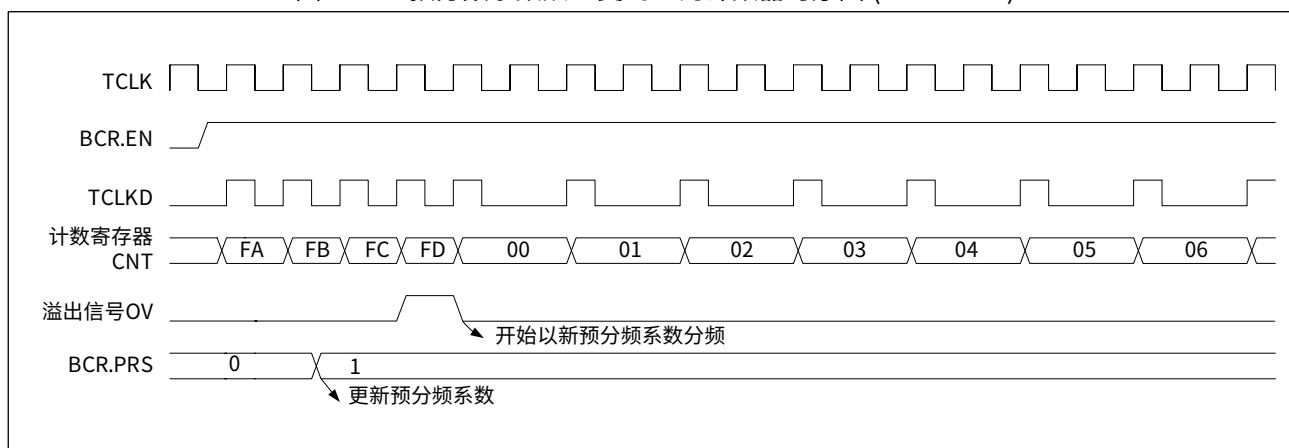 TCLK
BCR.EN
TCLKD
计数寄存器
CNT
FA FB FC FD 00 01 02 03 04 05 06
溢出信号OV
开始以新预分频系数分频
BCR.PRS
0 1
更新预分频系数